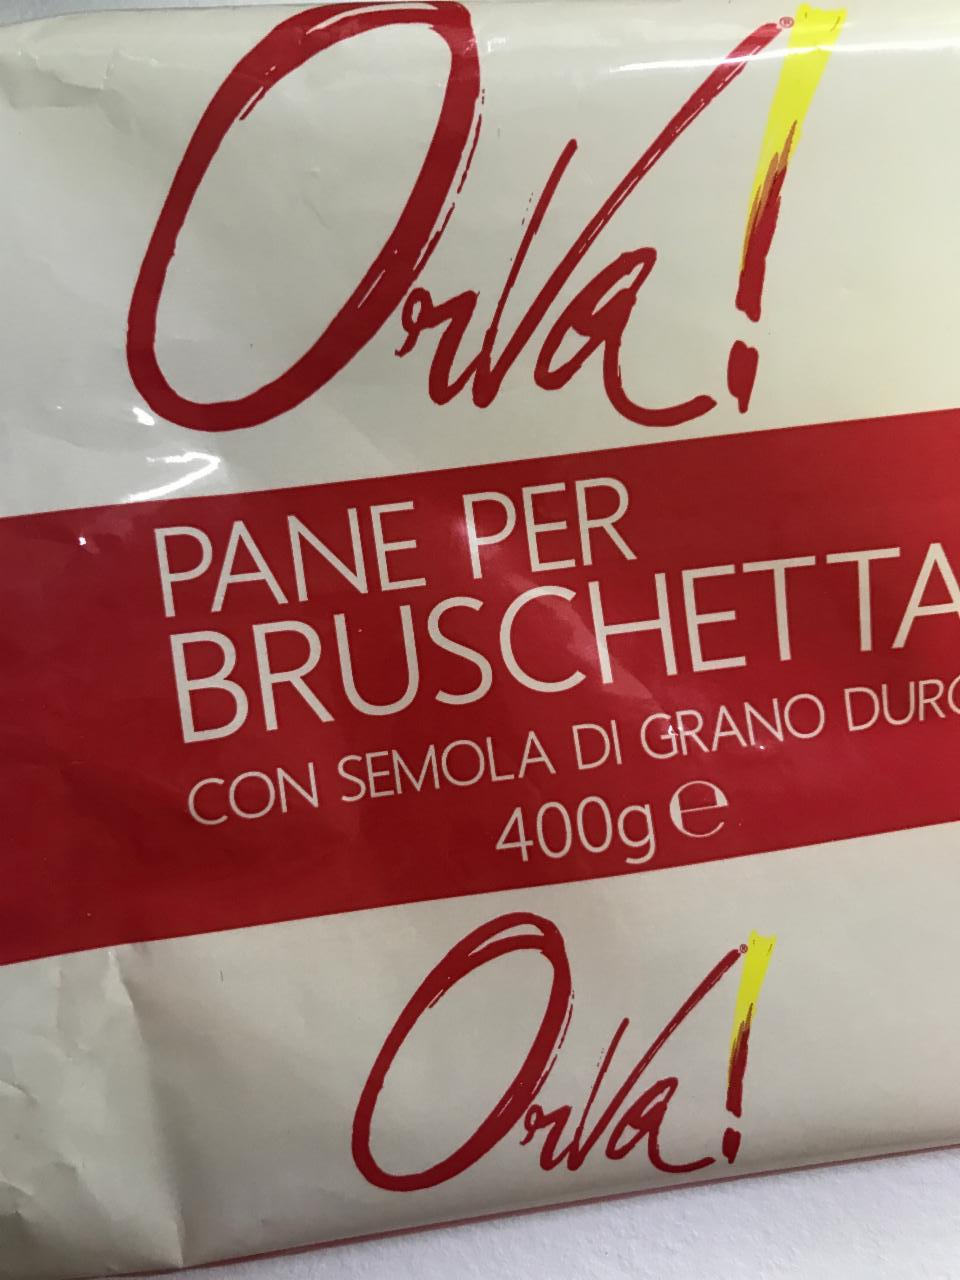 OrVa!®
PANE PER
BRUSCHETTA
CON SEMOLA DI GRANO DURO
400g e
OrVa!®